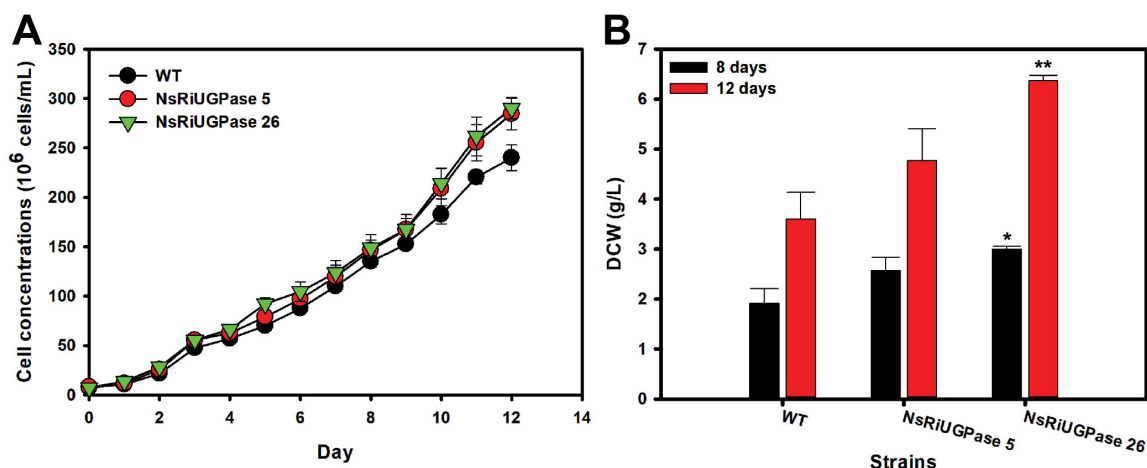 A
Cell concentrations (10⁶ cells/mL)
350
300
250
200
150
100
50
0
WT
NsRiUGPase 5
NsRiUGPase 26
0 2 4 6 8 10 12 14
Day
B
DCW (g/L)
7
6
5
4
3
2
1
0
8 days
12 days
*
**
WT
NsRiUGPase 5
NsRiUGPase 26
Strains